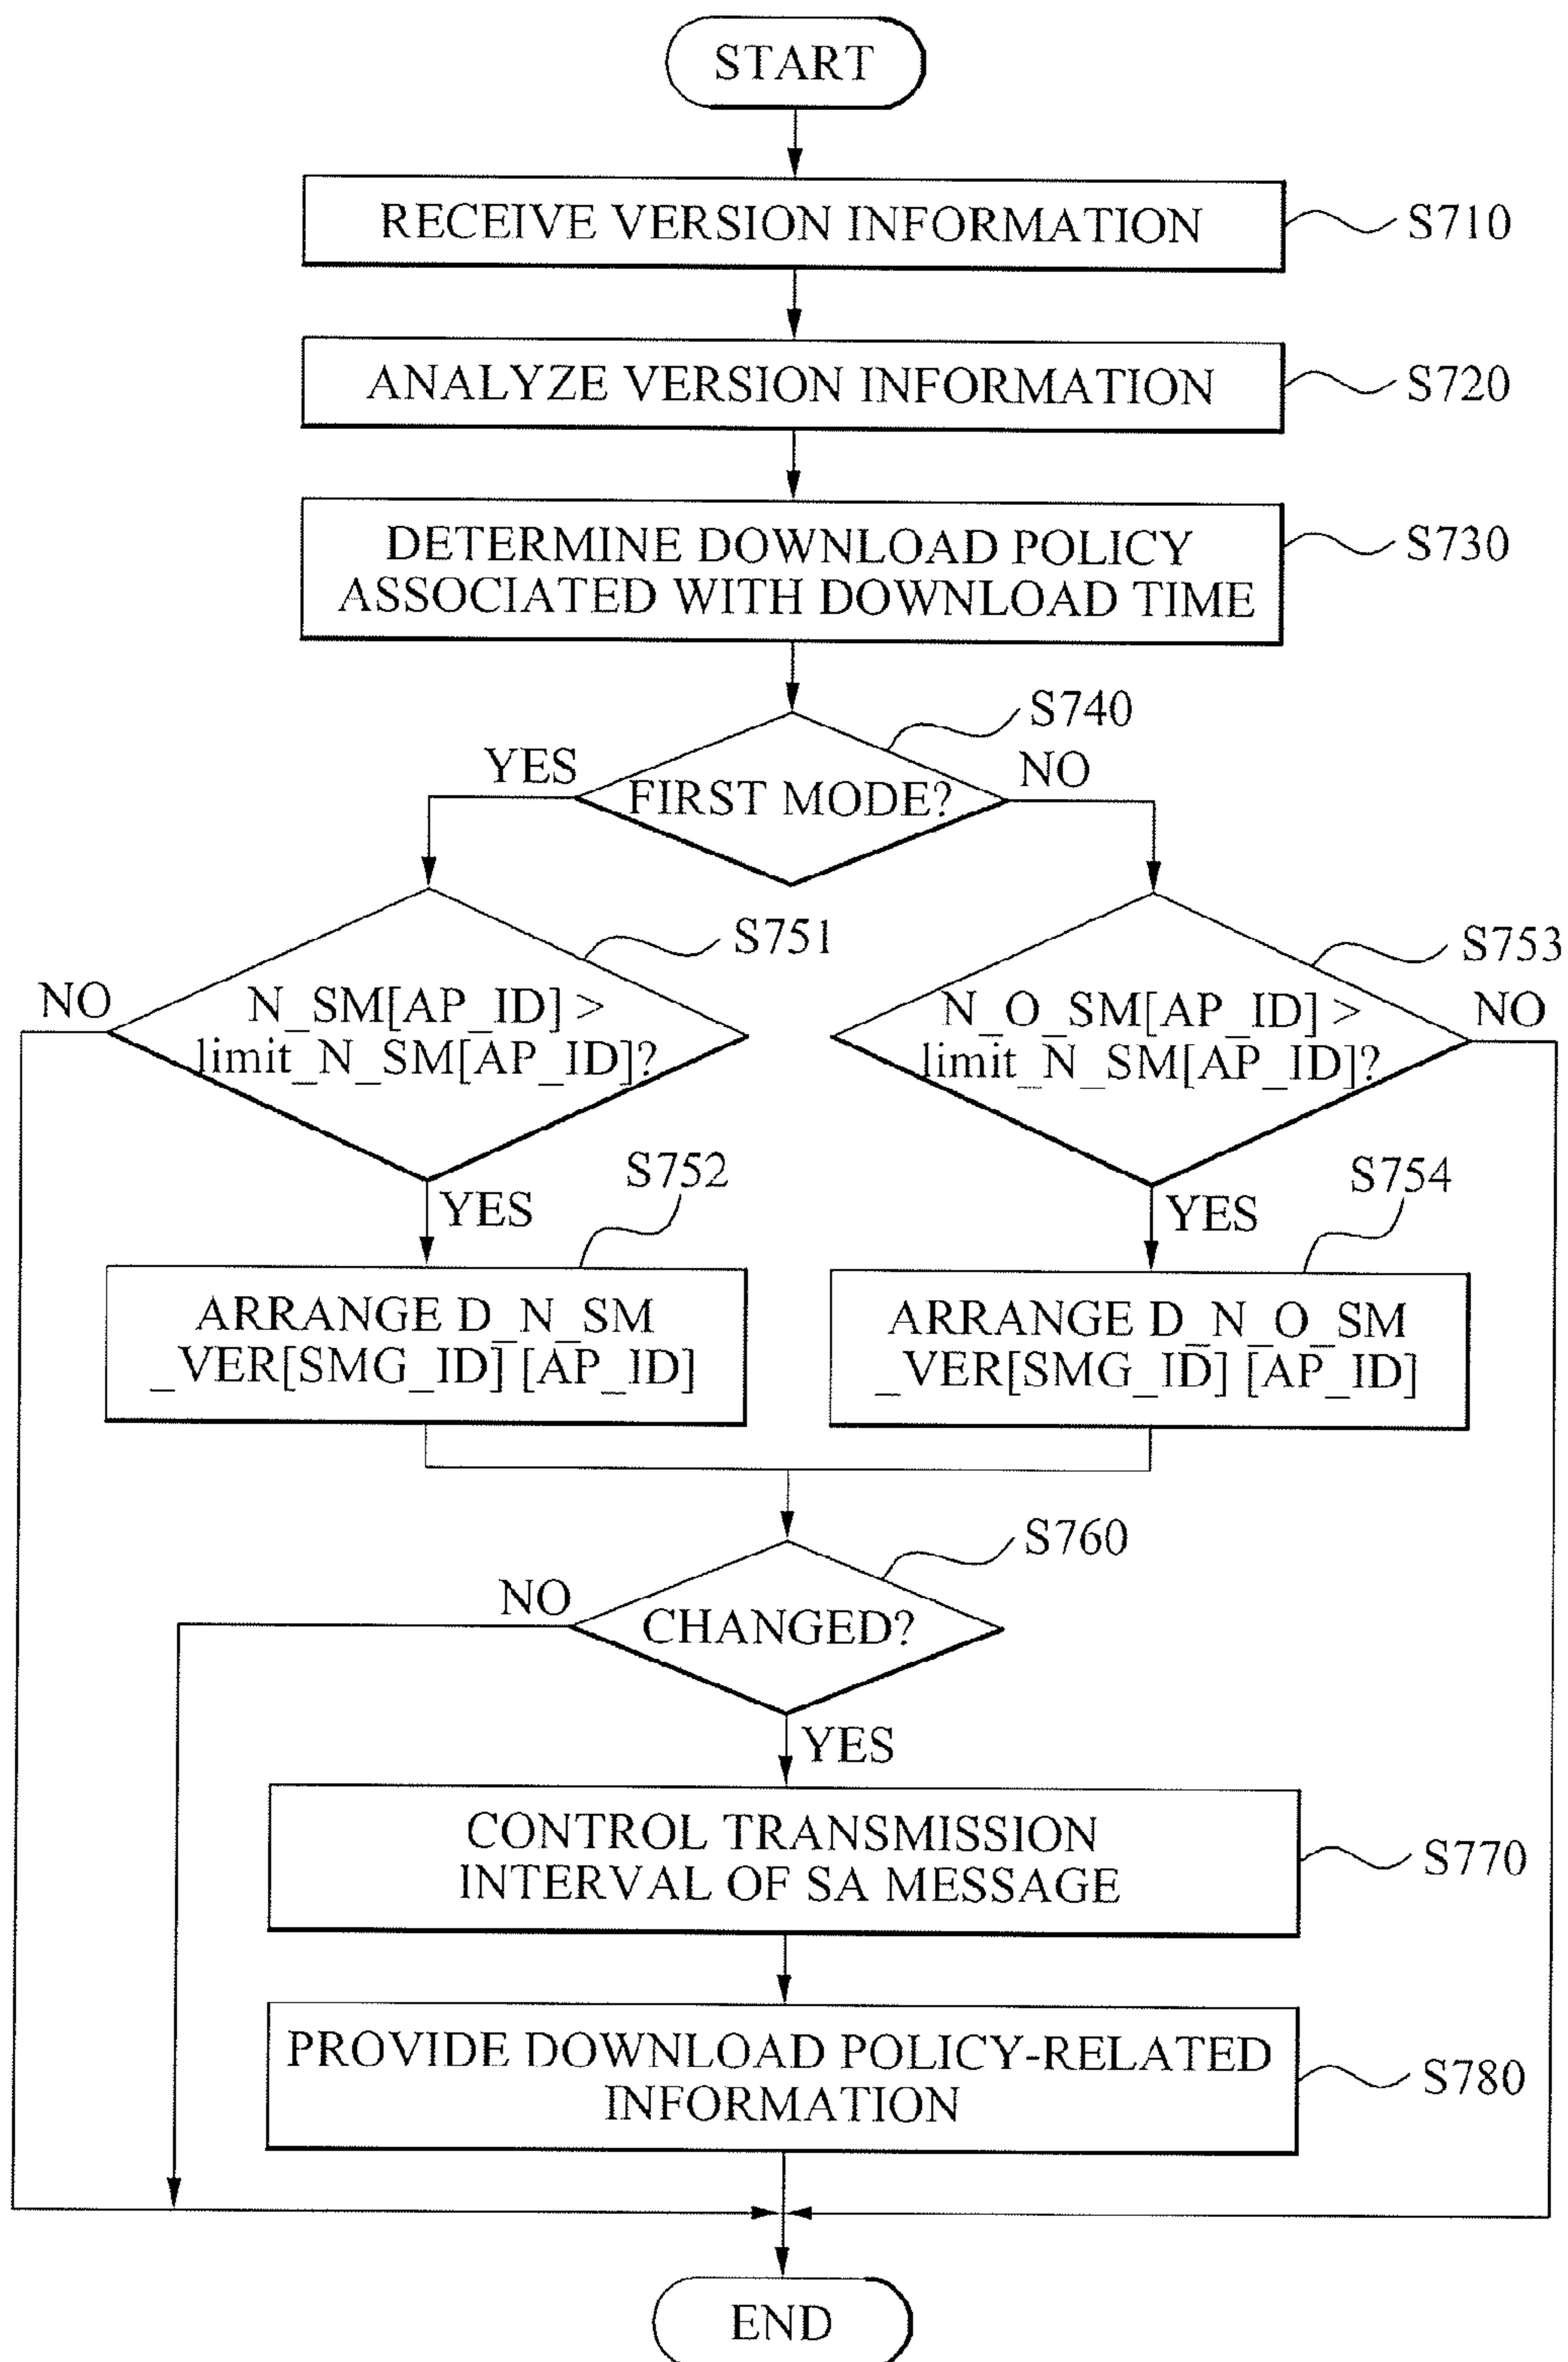 START
RECEIVE VERSION INFORMATION
S710
ANALYZE VERSION INFORMATION
S720
DETERMINE DOWNLOAD POLICY
ASSOCIATED WITH DOWNLOAD TIME
S730
S740
YES
FIRST MODE?
NO
S751
NO
N_SM[AP_ID] >
limit_N_SM[AP_ID]?
S753
N_O_SM[AP_ID] >
limit_N_SM[AP_ID]?
NO
S752
YES
S754
YES
ARRANGE D_N_SM
_VER[SMG_ID] [AP_ID]
ARRANGE D_N_O_SM
_VER[SMG_ID] [AP_ID]
S760
NO
CHANGED?
YES
CONTROL TRANSMISSION
INTERVAL OF SA MESSAGE
S770
PROVIDE DOWNLOAD POLICY-RELATED
INFORMATION
S780
END